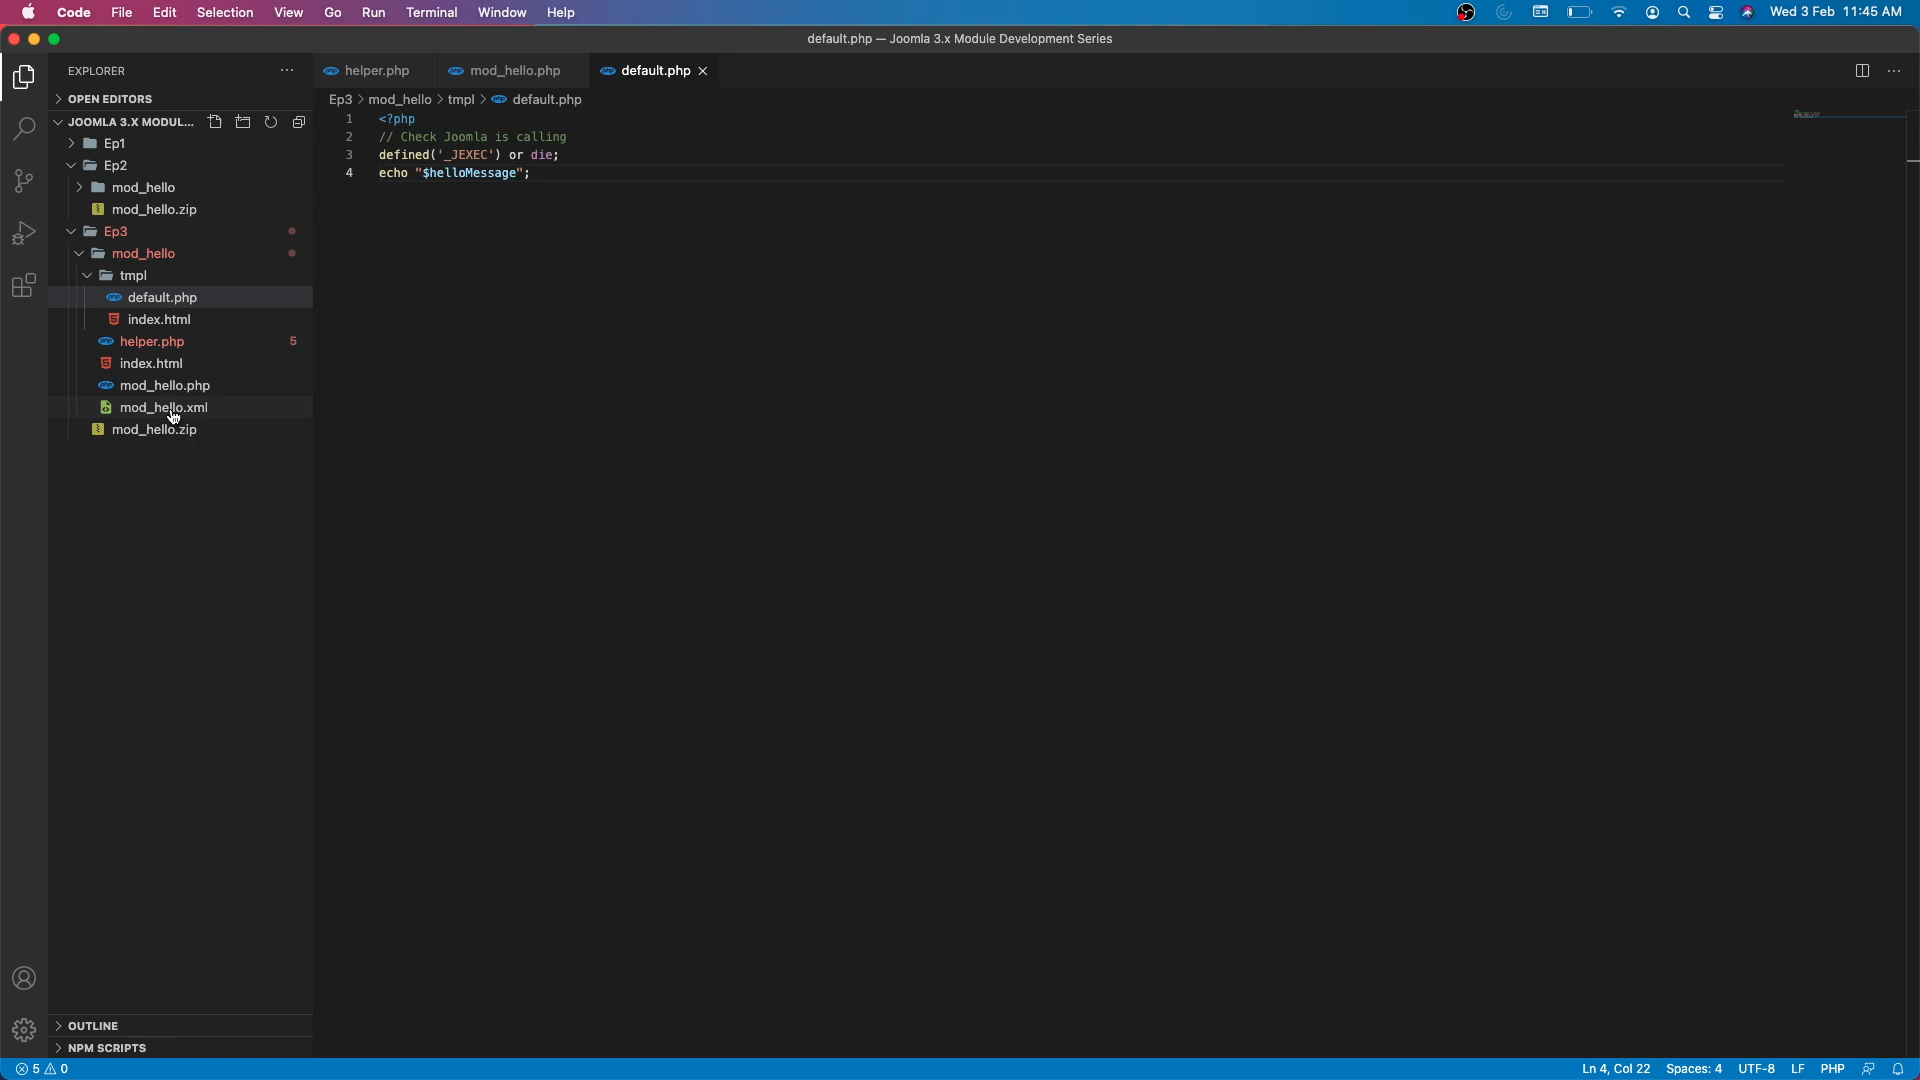 Code File Edit Selection View Go Run Terminal Window Help Wed 3 Feb 11:45 AM
default.php — Joomla 3.x Module Development Series
EXPLORER
helper.php mod_hello.php default.php
OPEN EDITORS
Ep3 > mod_hello > tmpl > default.php
JOOMLA 3.X MODUL...
Ep1
Ep2
mod_hello
mod_hello.zip
Ep3
mod_hello
tmpl
default.php
index.html
helper.php 5
index.html
mod_hello.php
mod_hello.xml
mod_hello.zip
1 <?php
2 // Check Joomla is calling
3 defined('_JEXEC') or die;
4 echo "$helloMessage";
OUTLINE
NPM SCRIPTS
5 0 Ln 4, Col 22 Spaces: 4 UTF-8 LF PHP